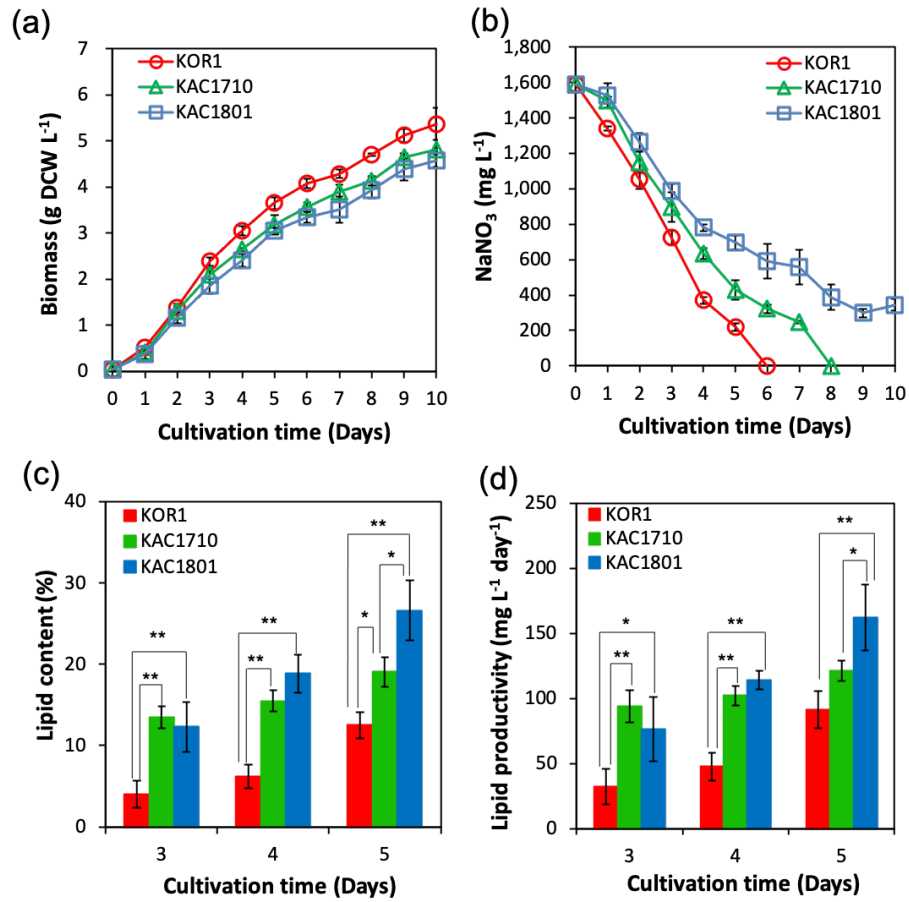 (a)
Biomass (g DCW L-1)
7
6
5
4
3
2
1
0
KOR1
KAC1710
KAC1801
0 1 2 3 4 5 6 7 8 9 10
Cultivation time (Days)
(b)
NaNO3 (mg L-1)
1,800
1,600
1,400
1,200
1,000
800
600
400
200
0
KOR1
KAC1710
KAC1801
0 1 2 3 4 5 6 7 8 9 10
Cultivation time (Days)
(c)
Lipid content (%)
40
30
20
10
0
KOR1
KAC1710
KAC1801
**
**
**
**
**
*
*
3 4 5
Cultivation time (Days)
(d)
Lipid productivity (mg L-1 day-1)
250
200
150
100
50
0
KOR1
KAC1710
KAC1801
*
**
**
**
**
*
3 4 5
Cultivation time (Days)